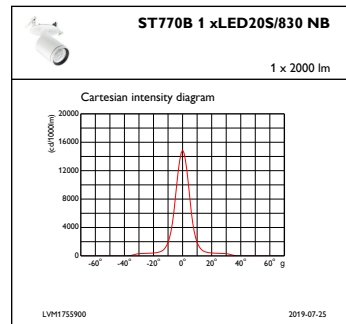 ST770B 1 xLED20S/830 NB
1 x 2000 lm
Cartesian intensity diagram
(cd/1000lm)
20000
16000
12000
8000
4000
0
-60° -40° -20° 0° 20° 40° 60° g
LVM1755900 2019-07-25